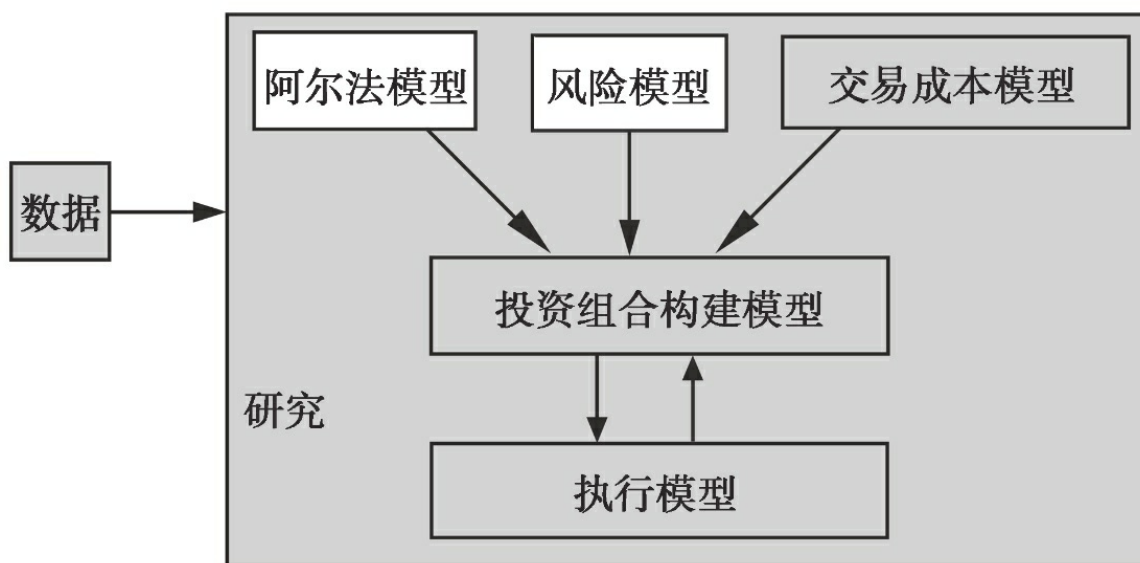 阿尔法模型
风险模型
交易成本模型
数据
投资组合构建模型
研究
执行模型